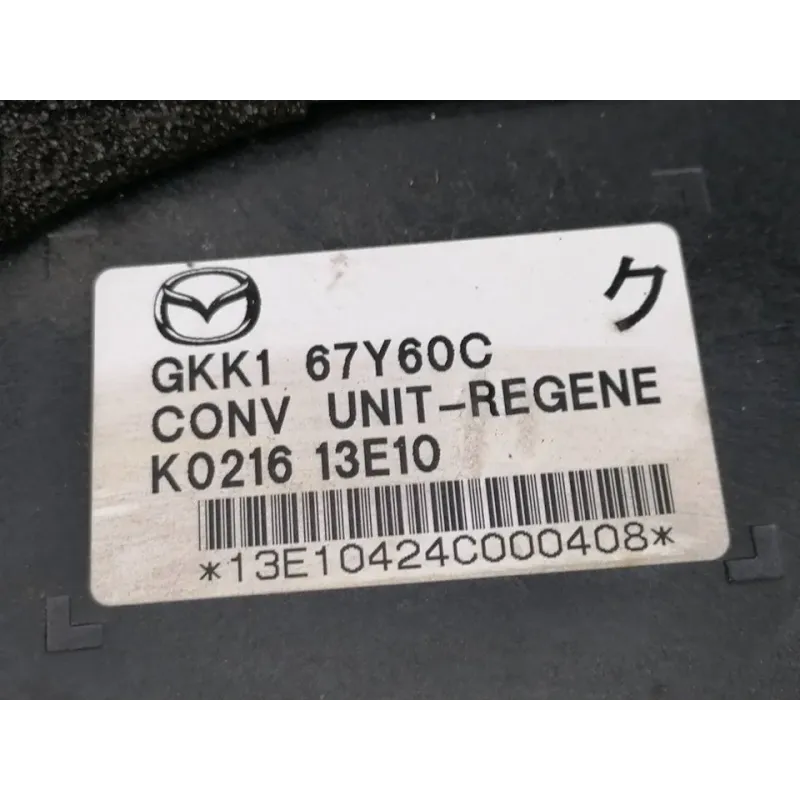 ク
GKK1 67Y60C
CONV UNIT-REGENE
K0216 13E10
*13E10424C000408*